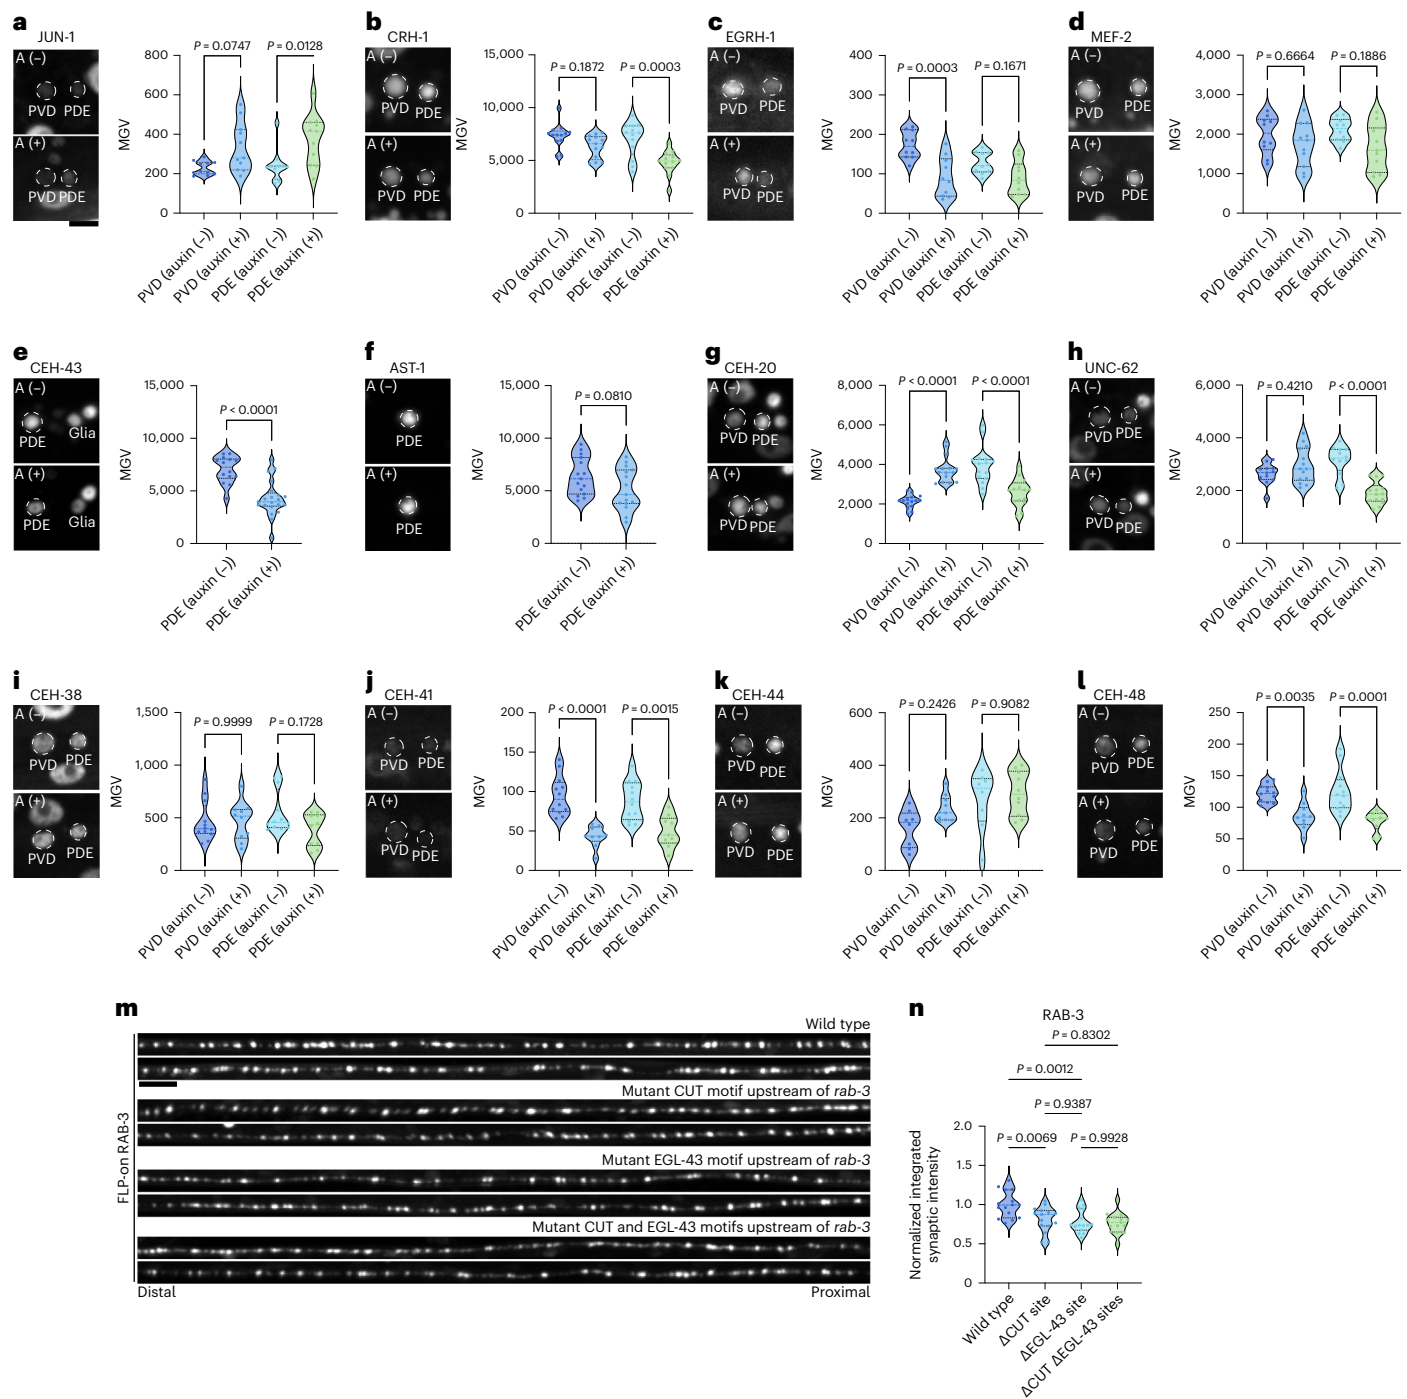 a
JUN-1
A (−)
PVD PDE
A (+)
PVD PDE
MGV
800
600
400
200
0
P = 0.0747
P = 0.0128
PVD (auxin (−))
PVD (auxin (+))
PDE (auxin (−))
PDE (auxin (+))
b
CRH-1
A (−)
PVD PDE
A (+)
PVD PDE
MGV
15,000
10,000
5,000
0
P = 0.1872
P = 0.0003
PVD (auxin (−))
PVD (auxin (+))
PDE (auxin (−))
PDE (auxin (+))
c
EGRH-1
A (−)
PVD PDE
A (+)
PVD PDE
MGV
400
300
200
100
0
P = 0.0003
P = 0.1671
PVD (auxin (−))
PVD (auxin (+))
PDE (auxin (−))
PDE (auxin (+))
d
MEF-2
A (−)
PVD PDE
A (+)
PVD PDE
MGV
4,000
3,000
2,000
1,000
0
P = 0.6664
P = 0.1886
PVD (auxin (−))
PVD (auxin (+))
PDE (auxin (−))
PDE (auxin (+))
e
CEH-43
A (−)
PDE Glia
A (+)
PDE Glia
MGV
15,000
10,000
5,000
0
P < 0.0001
PDE (auxin (−))
PDE (auxin (+))
f
AST-1
A (−)
PDE
A (+)
PDE
MGV
15,000
10,000
5,000
0
P = 0.0810
PDE (auxin (−))
PDE (auxin (+))
g
CEH-20
A (−)
PVD PDE
A (+)
PVD PDE
MGV
8,000
6,000
4,000
2,000
0
P < 0.0001
P < 0.0001
PVD (auxin (−))
PVD (auxin (+))
PDE (auxin (−))
PDE (auxin (+))
h
UNC-62
A (−)
PVD PDE
A (+)
PVD PDE
MGV
6,000
4,000
2,000
0
P = 0.4210
P < 0.0001
PVD (auxin (−))
PVD (auxin (+))
PDE (auxin (−))
PDE (auxin (+))
i
CEH-38
A (−)
PVD PDE
A (+)
PVD PDE
MGV
1,500
1,000
500
0
P = 0.9999
P = 0.1728
PVD (auxin (−))
PVD (auxin (+))
PDE (auxin (−))
PDE (auxin (+))
j
CEH-41
A (−)
PVD PDE
A (+)
PVD PDE
MGV
200
150
100
50
0
P < 0.0001
P = 0.0015
PVD (auxin (−))
PVD (auxin (+))
PDE (auxin (−))
PDE (auxin (+))
k
CEH-44
A (−)
PVD PDE
A (+)
PVD PDE
MGV
600
400
200
0
P = 0.2426
P = 0.9082
PVD (auxin (−))
PVD (auxin (+))
PDE (auxin (−))
PDE (auxin (+))
l
CEH-48
A (−)
PVD PDE
A (+)
PVD PDE
MGV
250
200
150
100
50
0
P = 0.0035
P = 0.0001
PVD (auxin (−))
PVD (auxin (+))
PDE (auxin (−))
PDE (auxin (+))
m
FLP-on RAB-3
Wild type
Mutant CUT motif upstream of rab-3
Mutant EGL-43 motif upstream of rab-3
Mutant CUT and EGL-43 motifs upstream of rab-3
Distal
Proximal
n
RAB-3
P = 0.8302
P = 0.0012
P = 0.9387
P = 0.0069
P = 0.9928
Normalized integrated
synaptic intensity
2.0
1.5
1.0
0.5
0
Wild type
ΔCUT site
ΔEGL-43 site
ΔCUT ΔEGL-43 sites